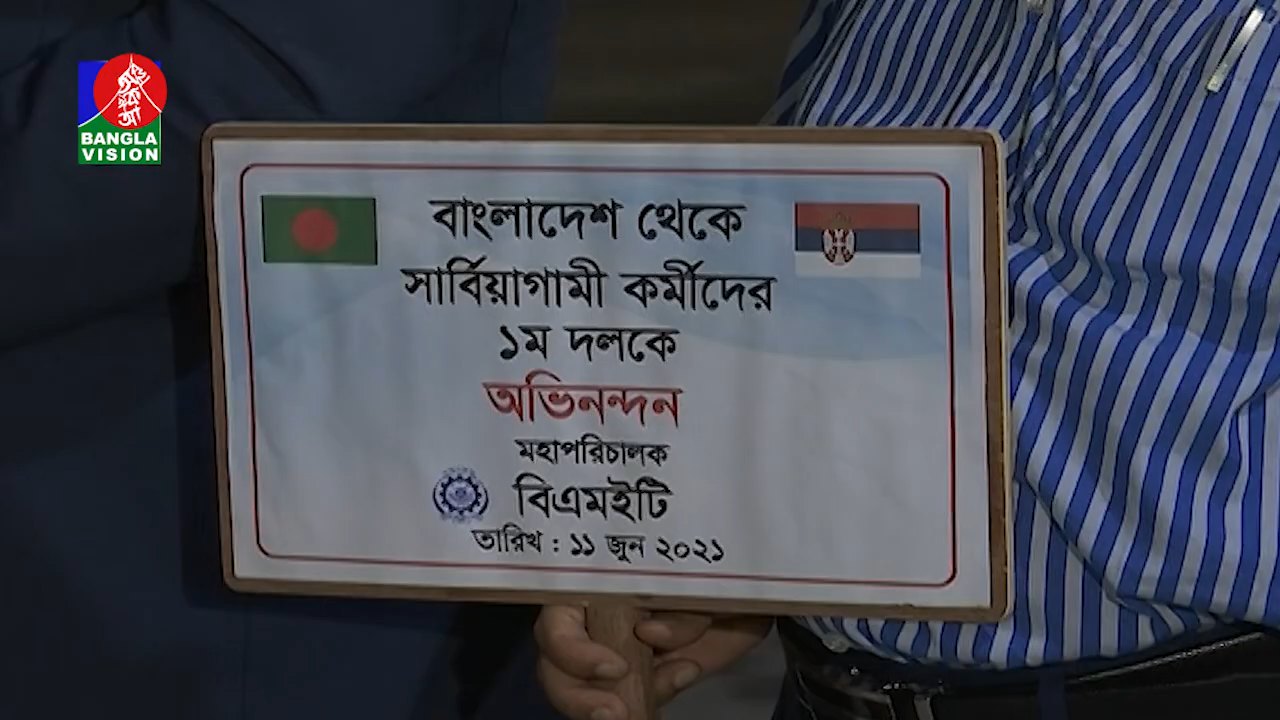 BANGLA
VISION
বাংলাদেশ থেকে
সার্বিয়াগামী কর্মীদের
১ম দলকে
অভিনন্দন
মহাপরিচালক
বিএমইটি
তারিখ : ১১ জুন ২০২১